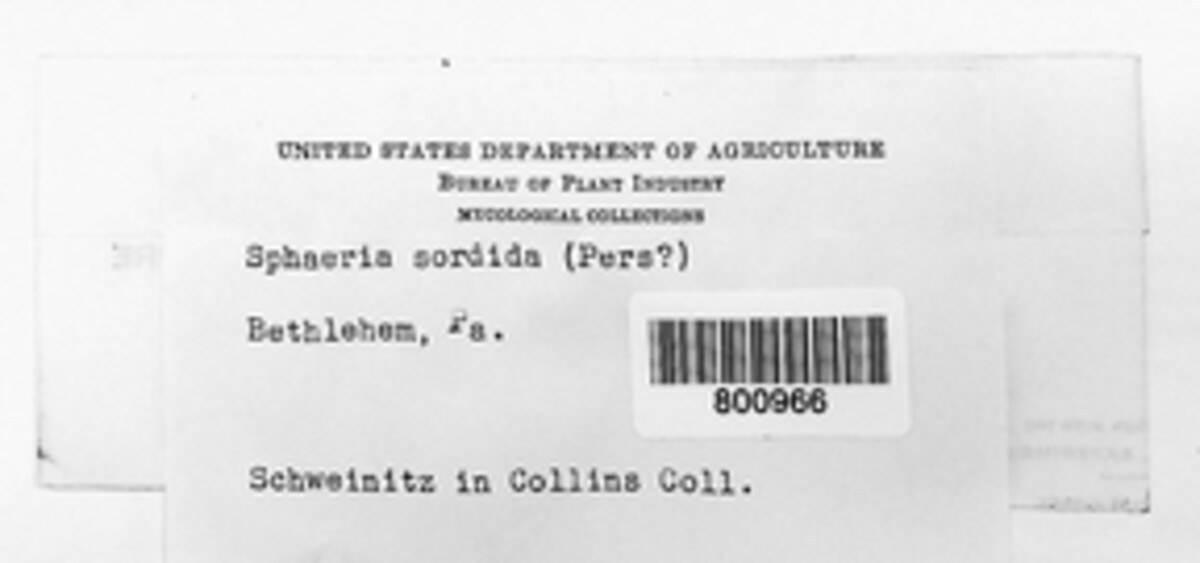 UNITED STATES DEPARTMENT OF AGRICULTURE
BUREAU OF PLANT INDUSTRY
MYCOLOGICAL COLLECTIONS
Sphaeria sordida (Pers?)
Bethlehem, Pa.
800966
Schweinitz in Collins Coll.